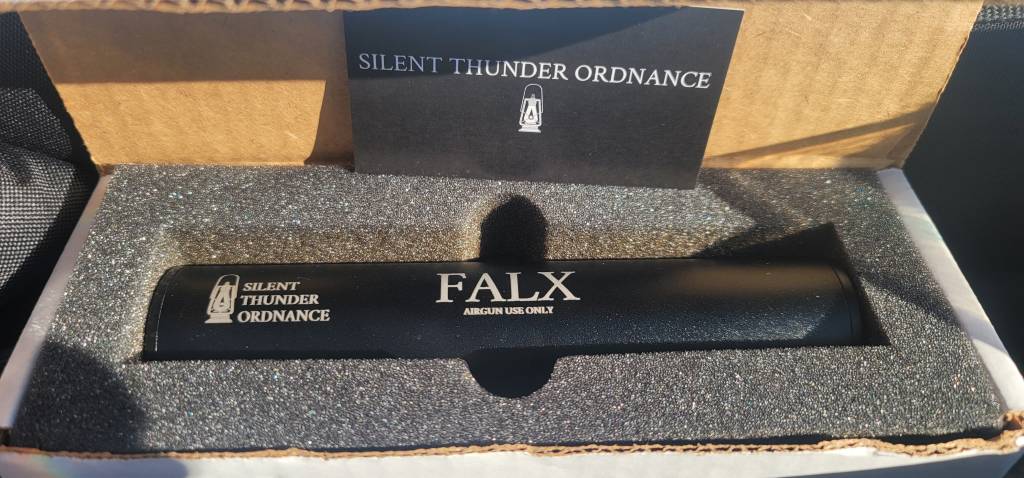 SILENT THUNDER ORDNANCE
SILENT
THUNDER
ORDNANCE
FALX
AIRGUN USE ONLY